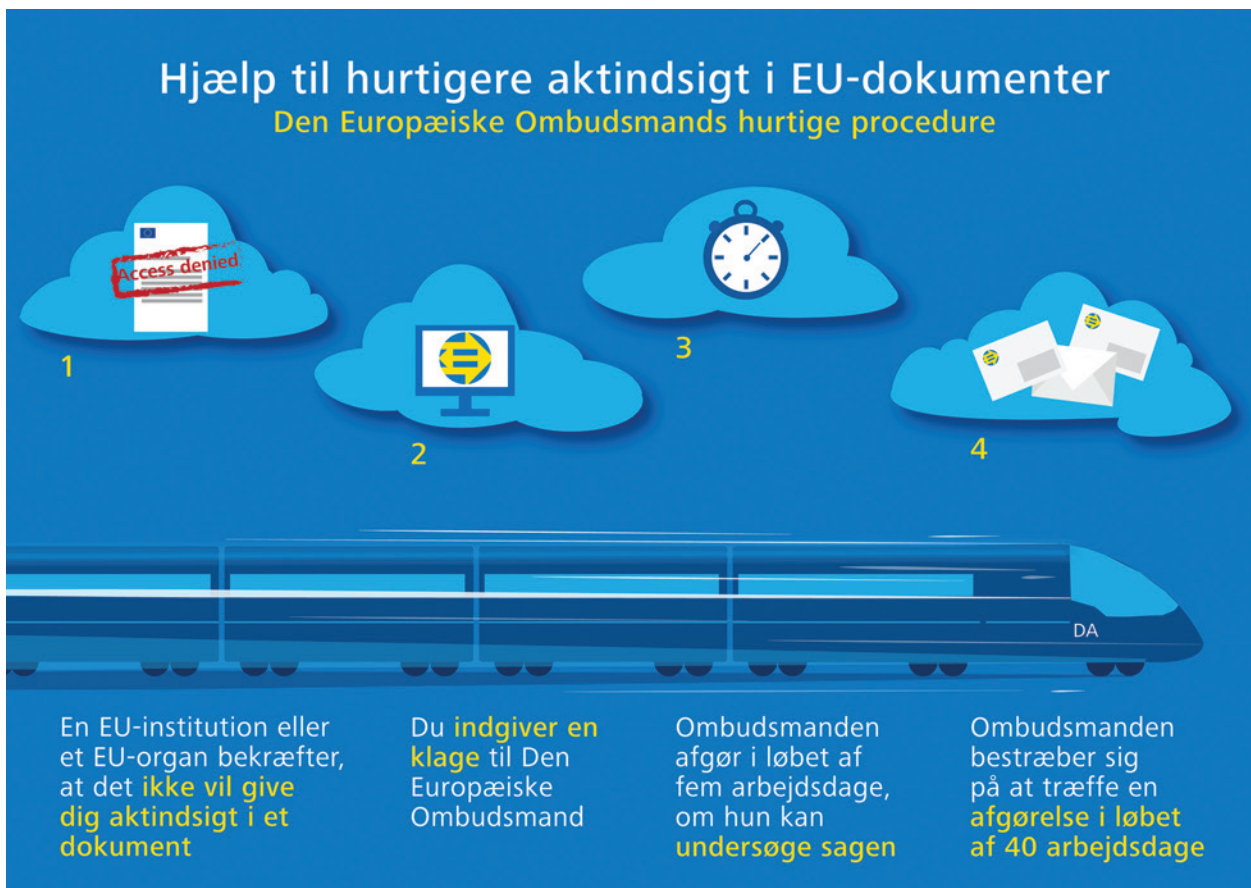 Hjælp til hurtigere aktindsigt i EU-dokumenter
Den Europæiske Ombudsmands hurtige procedure
Access denied
1
2
3
4
DA
En EU-institution eller
et EU-organ bekræfter,
at det ikke vil give
dig aktindsigt i et
dokument
Du indgiver en
klage til Den
Europæiske
Ombudsmand
Ombudsmanden
afgør i løbet af
fem arbejdsdage,
om hun kan
undersøge sagen
Ombudsmanden
bestræber sig
på at træffe en
afgørelse i løbet
af 40 arbejdsdage